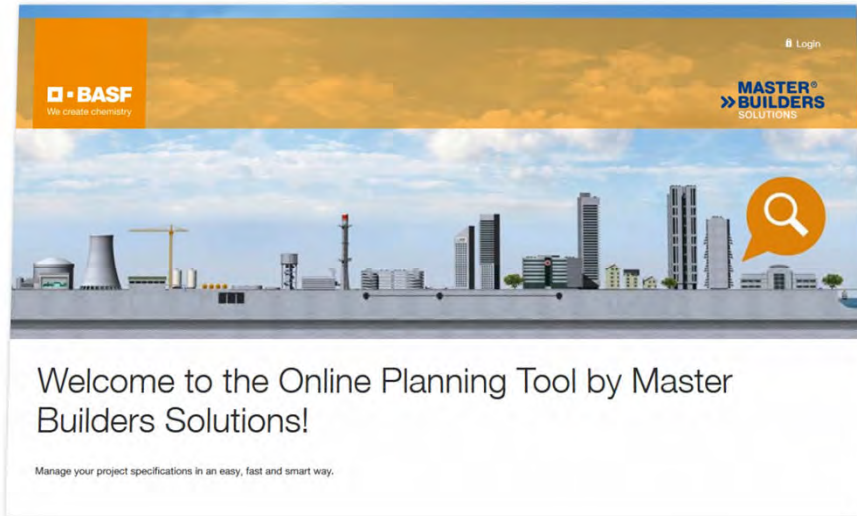 Login
BASF
We create chemistry
MASTER®
BUILDERS
SOLUTIONS
Welcome to the Online Planning Tool by Master
Builders Solutions!
Manage your project specifications in an easy, fast and smart way.